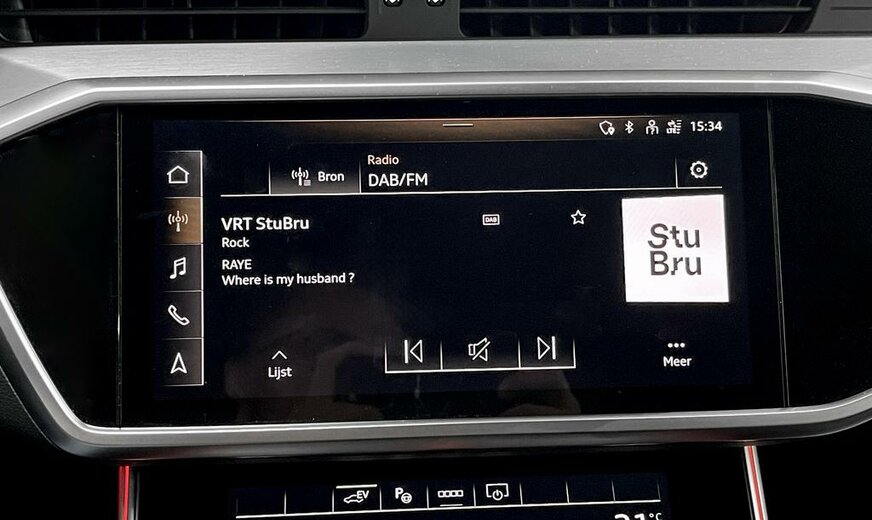 15:34
Radio
Bron
DAB/FM
VRT StuBru
DAB
Rock
Stu
Bru
RAYE
Where is my husband ?
Lijst
Meer
EV
P
°C